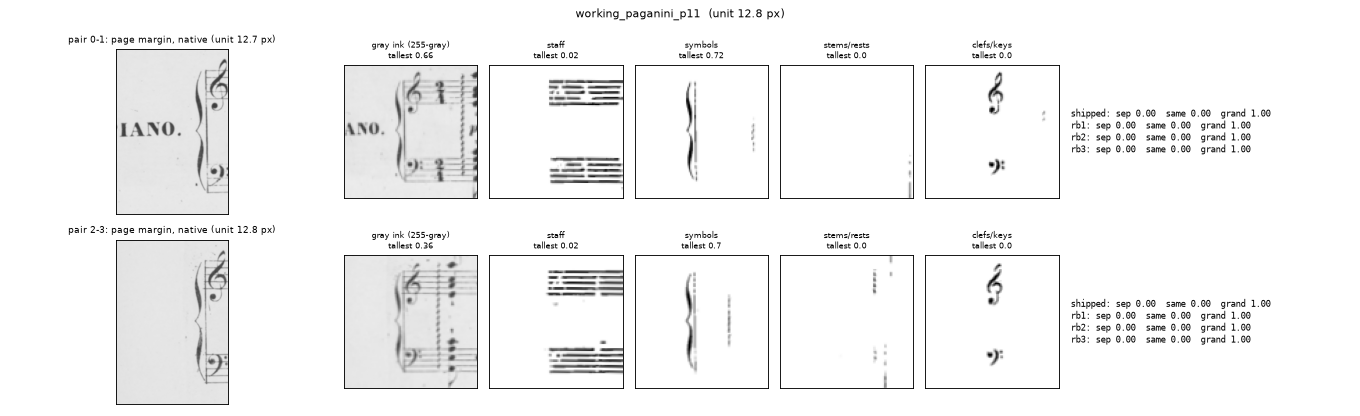 working_paganini_p11  (unit 12.8 px)
pair 0-1: page margin, native (unit 12.7 px)
gray ink (255-gray)
tallest 0.66
staff
tallest 0.02
symbols
tallest 0.72
stems/rests
tallest 0.0
clefs/keys
tallest 0.0
IANO.
ANO.
p
shipped: sep 0.00  same 0.00  grand 1.00
rb1: sep 0.00  same 0.00  grand 1.00
rb2: sep 0.00  same 0.00  grand 1.00
rb3: sep 0.00  same 0.00  grand 1.00
pair 2-3: page margin, native (unit 12.8 px)
gray ink (255-gray)
tallest 0.36
staff
tallest 0.02
symbols
tallest 0.7
stems/rests
tallest 0.0
clefs/keys
tallest 0.0
shipped: sep 0.00  same 0.00  grand 1.00
rb1: sep 0.00  same 0.00  grand 1.00
rb2: sep 0.00  same 0.00  grand 1.00
rb3: sep 0.00  same 0.00  grand 1.00